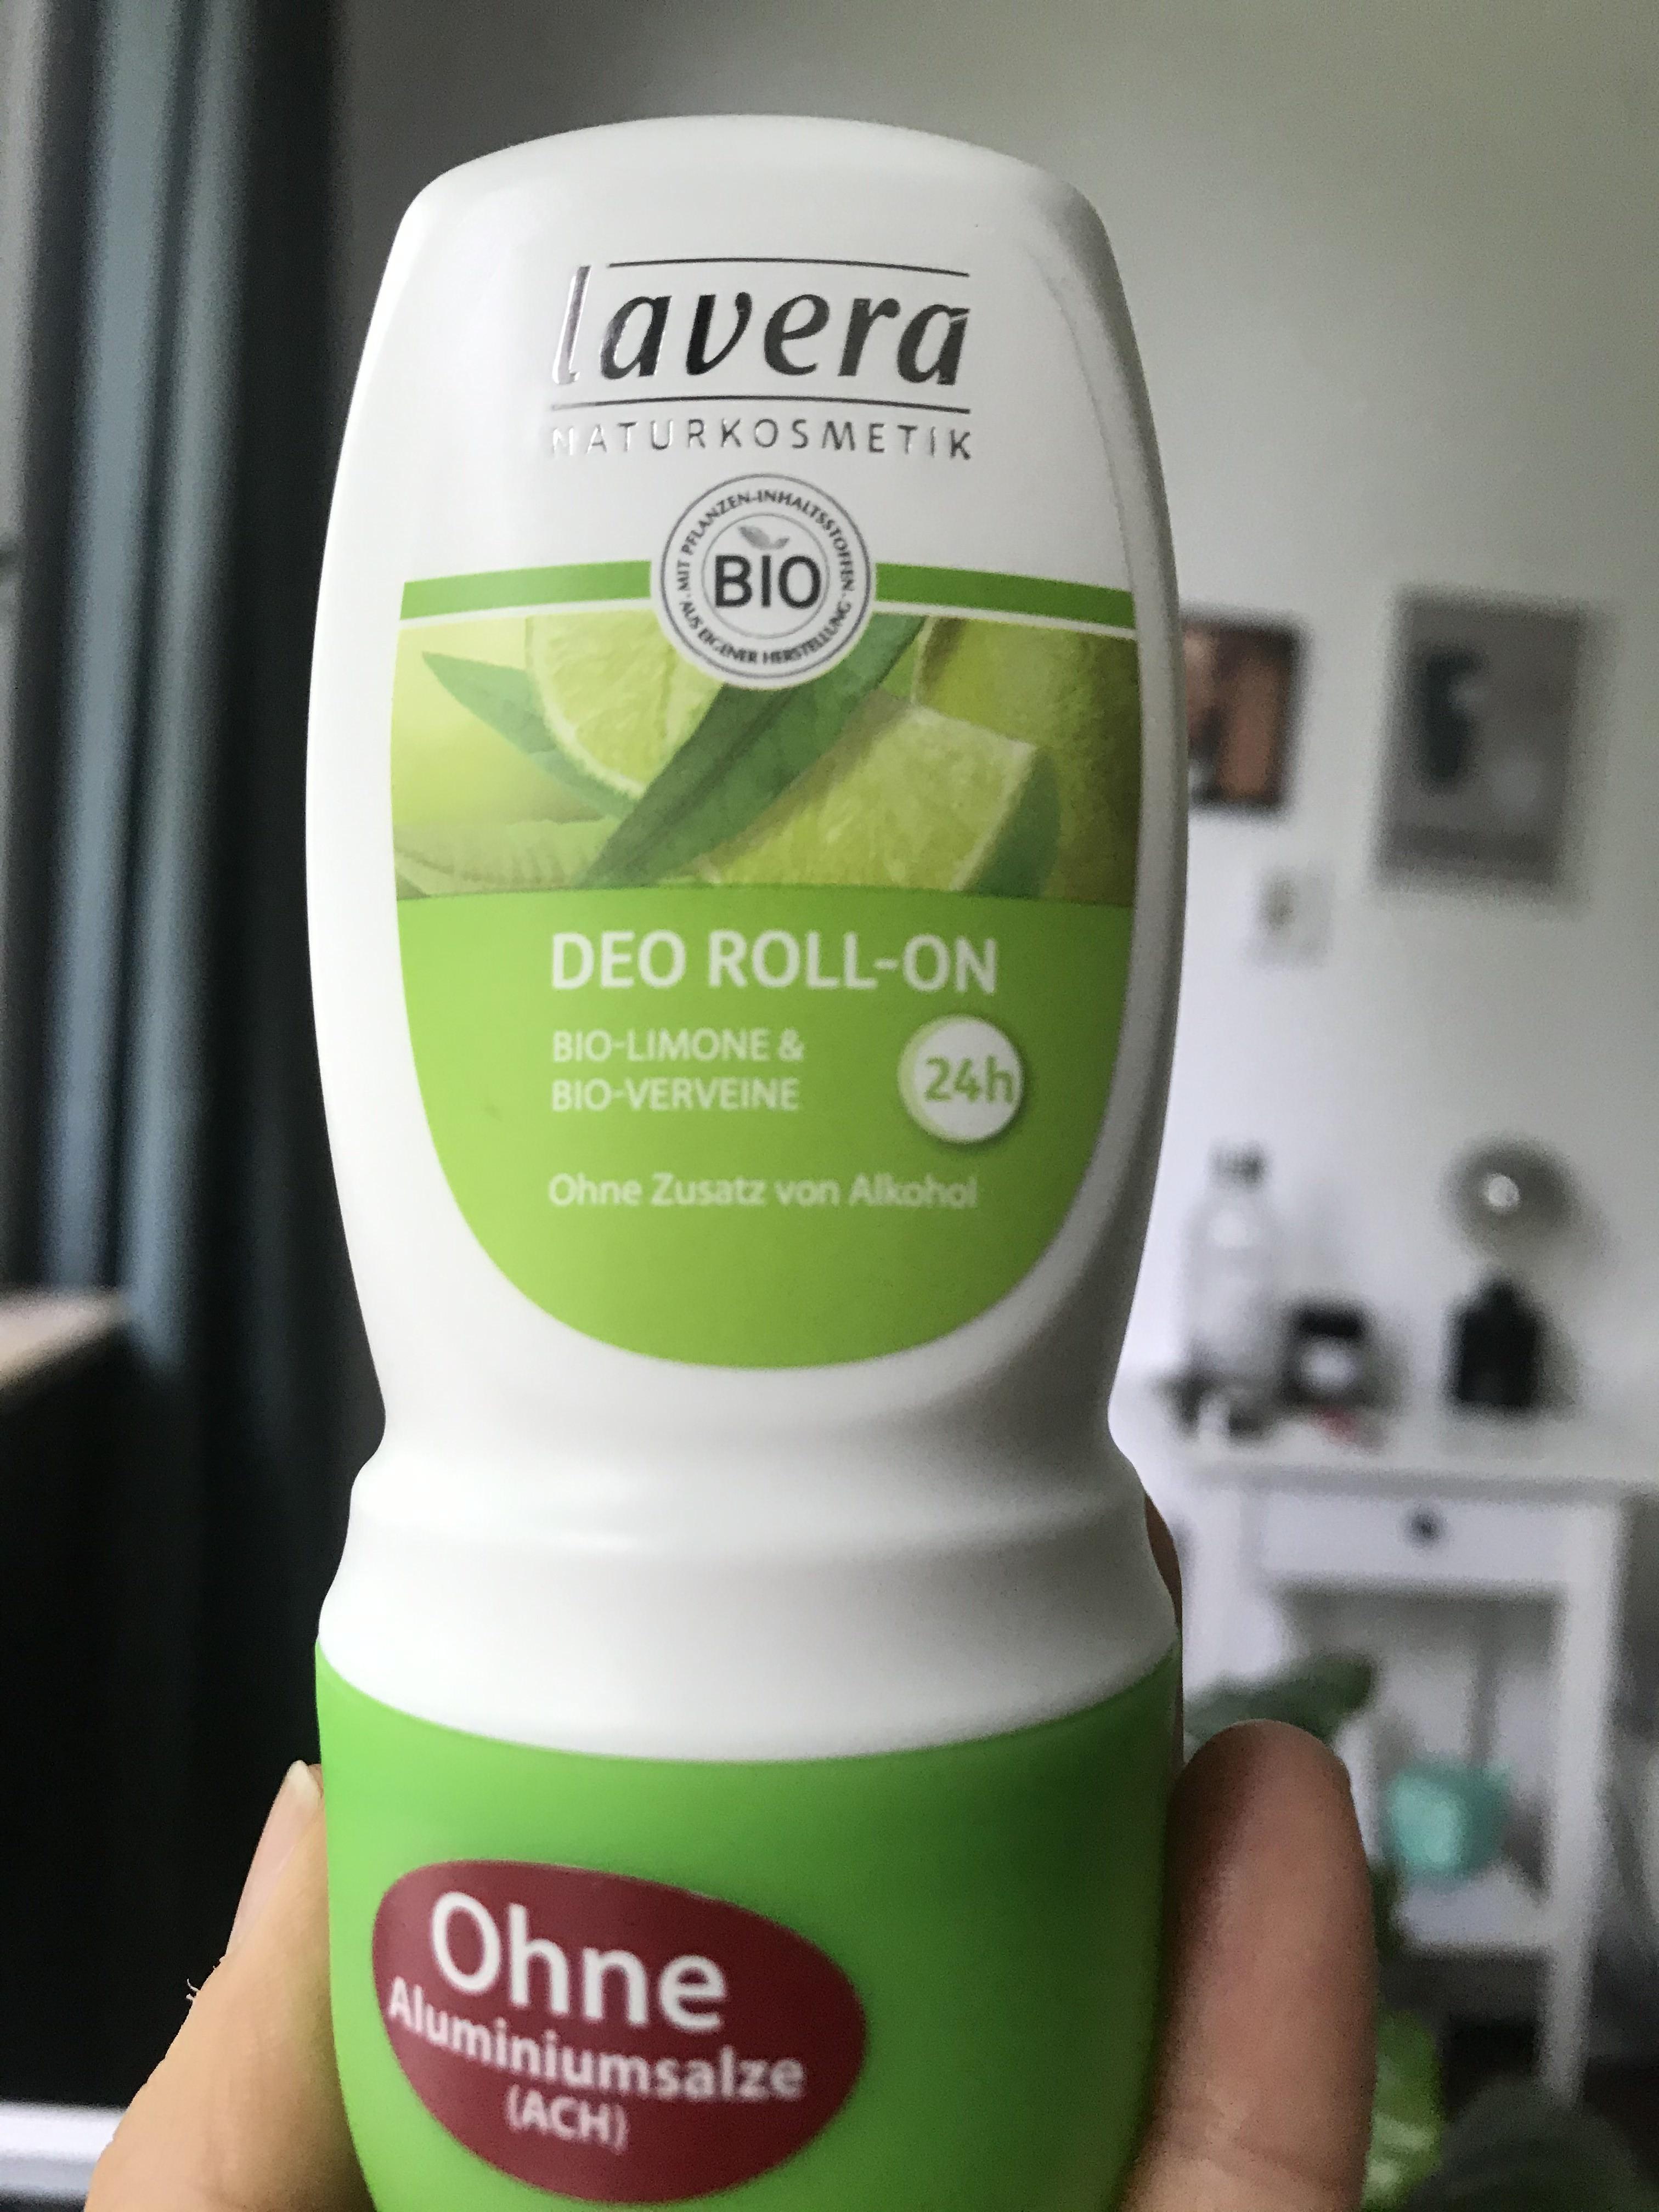 lavera
NATURKOSMETIK
·MIT PFLANZEN-INHALTSSTOFFEN·
AUS EIGENER HERSTELLUNG
BIO
DEO ROLL-ON
BIO-LIMONE &
BIO-VERVEINE
24h
Ohne Zusatz von Alkohol
Ohne
Aluminiumsalze
(ACH)